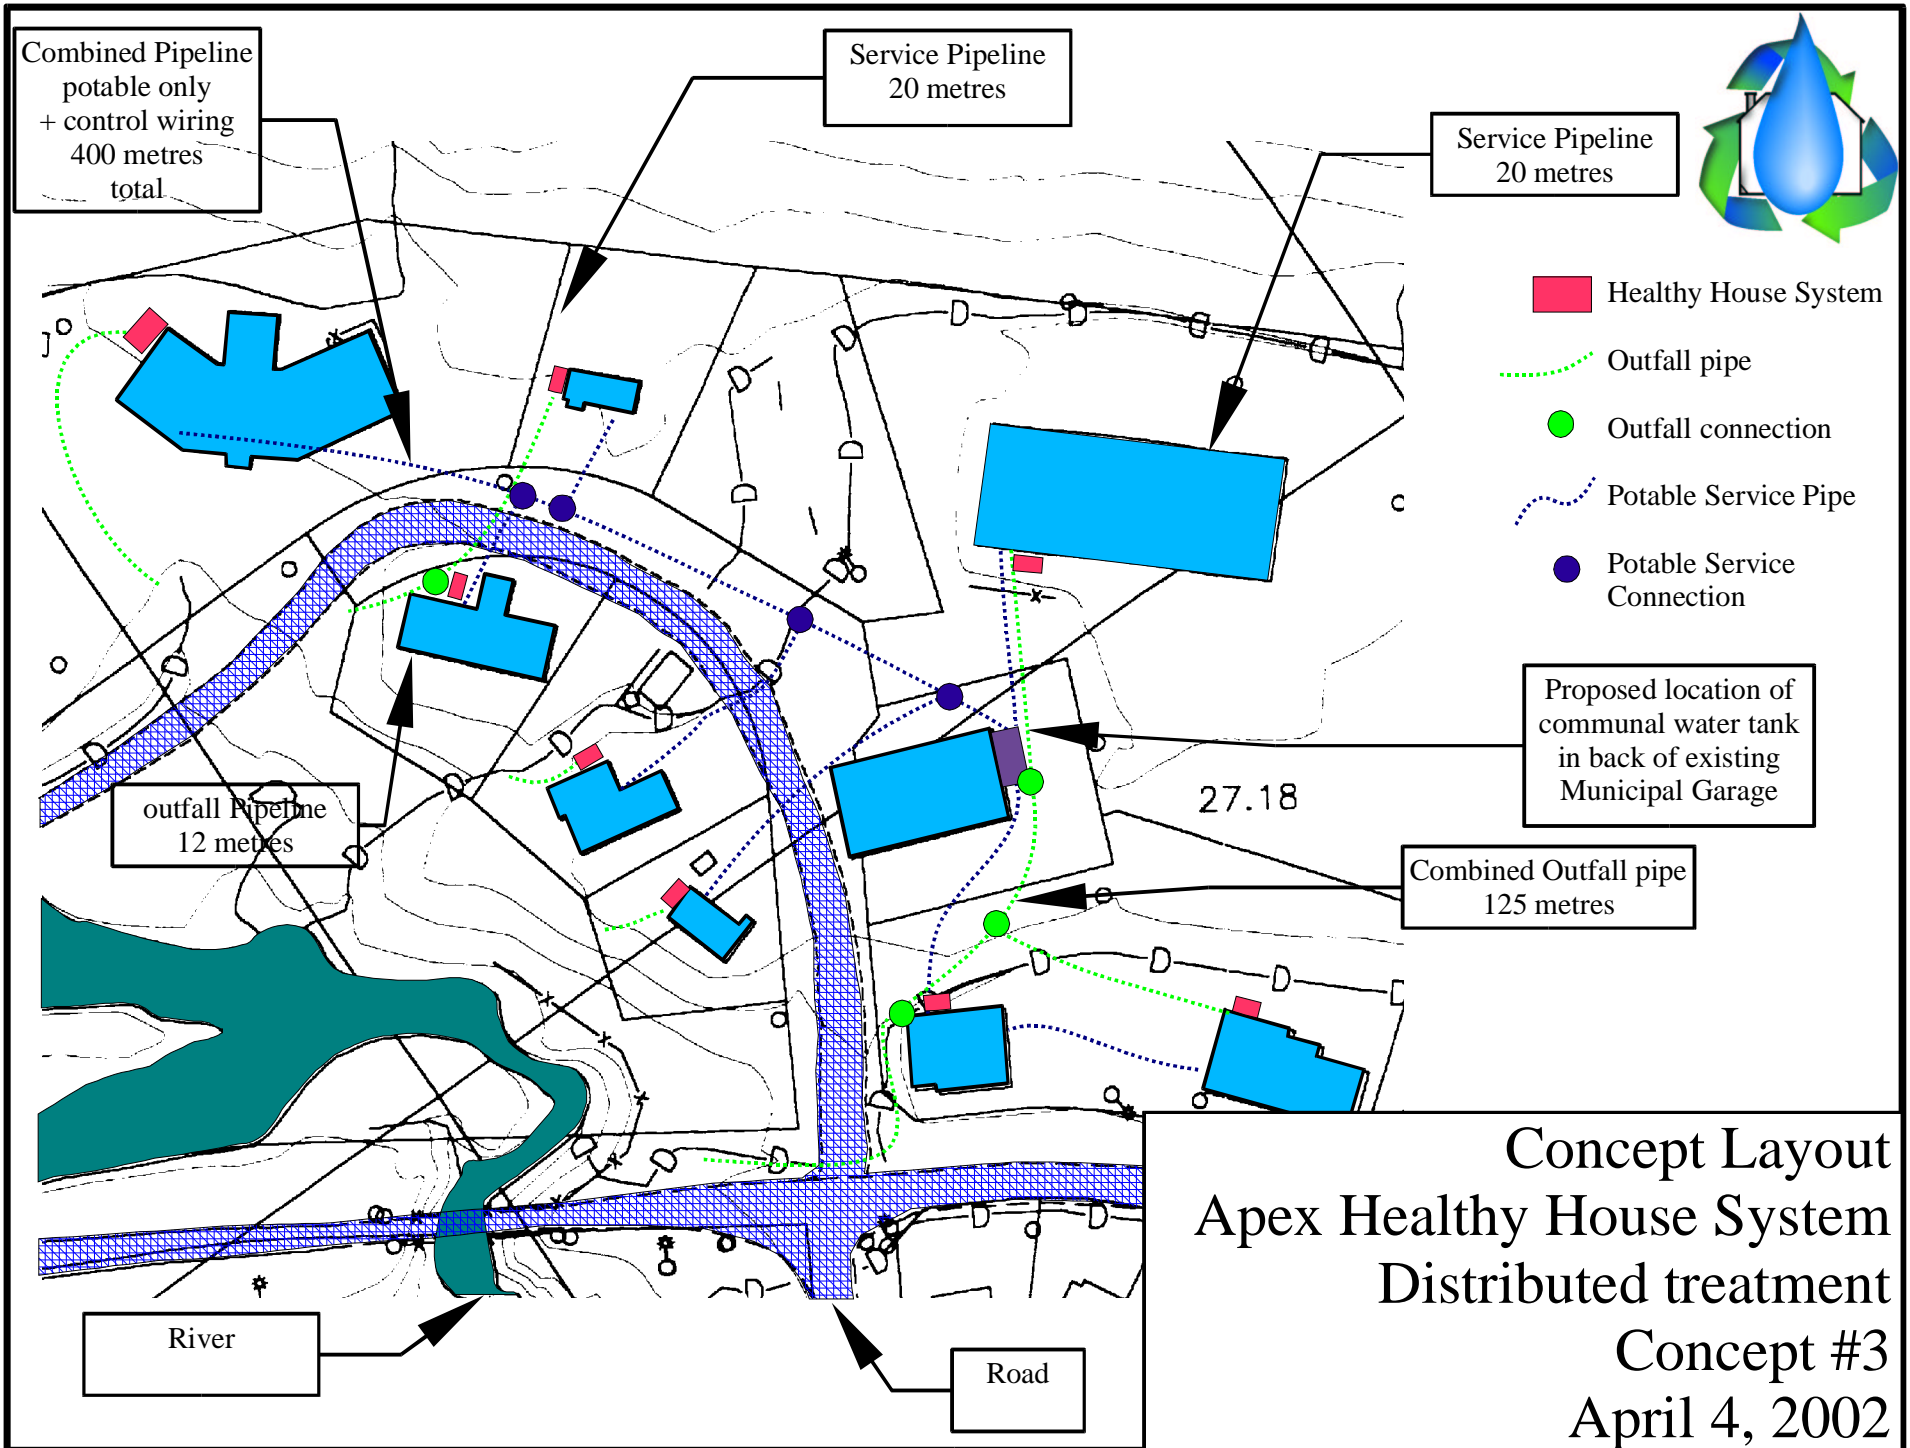 Combined Pipeline
potable only
+ control wiring
400 metres
total
Service Pipeline
20 metres
Service Pipeline
20 metres
Healthy House System
Outfall pipe
Outfall connection
Potable Service Pipe
Potable Service
Connection
Proposed location of
communal water tank
in back of existing
Municipal Garage
27.18
outfall Pipeline
12 metres
Combined Outfall pipe
125 metres
River
Road
Concept Layout
Apex Healthy House System
Distributed treatment
Concept #3
April 4, 2002